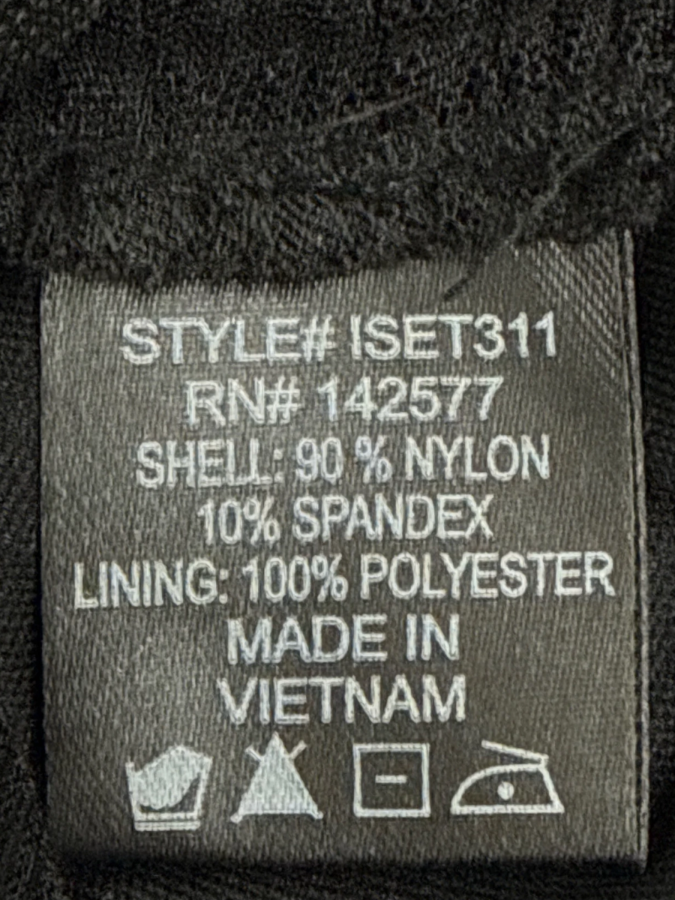 STYLE# ISET311
RN# 142577
SHELL: 90 % NYLON
10% SPANDEX
LINING: 100% POLYESTER
MADE IN
VIETNAM